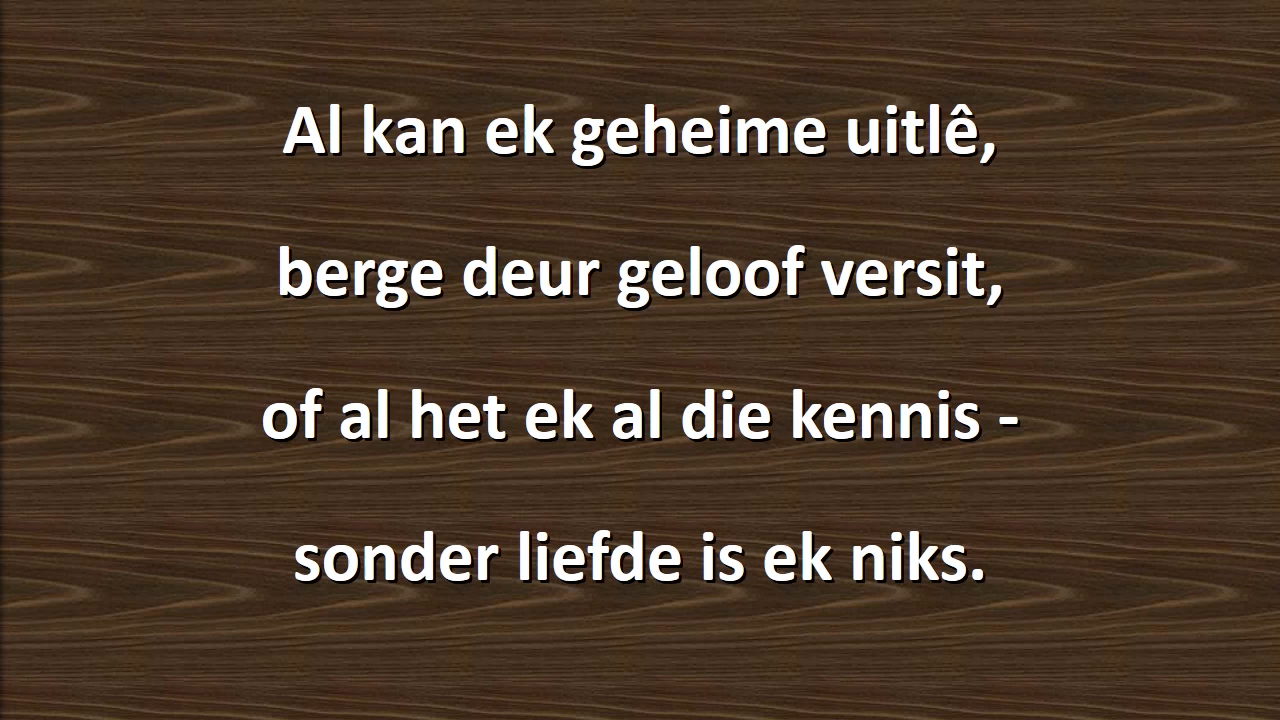 Al kan ek geheime uitlê,
berge deur geloof versit,
of al het ek al die kennis -
sonder liefde is ek niks.